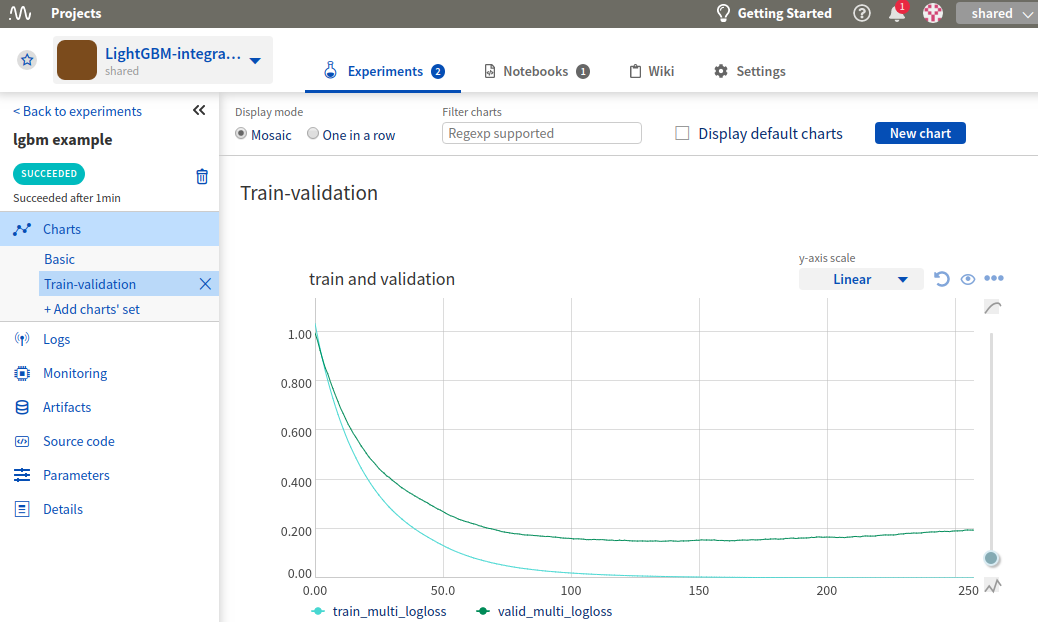 Projects
Getting Started
1
shared
LightGBM-integra...
shared
Experiments 2
Notebooks 1
Wiki
Settings
< Back to experiments
lgbm example
SUCCEEDED
Succeeded after 1min
Charts
Basic
Train-validation
+ Add charts' set
Logs
Monitoring
Artifacts
Source code
Parameters
Details
Display mode
Mosaic
One in a row
Filter charts
Regexp supported
Display default charts
New chart
Train-validation
y-axis scale
train and validation
Linear
1.00
0.800
0.600
0.400
0.200
0.00
0.00 50.0 100 150 200 250
train_multi_logloss valid_multi_logloss